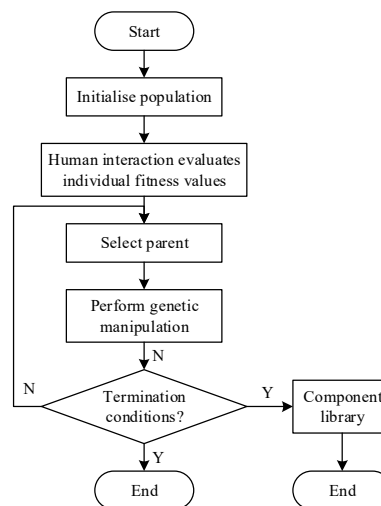 Start
Initialise population
Human interaction evaluates
individual fitness values
Select parent
Perform genetic
manipulation
N
N
Termination
conditions?
Y
Component
library
Y
End
End